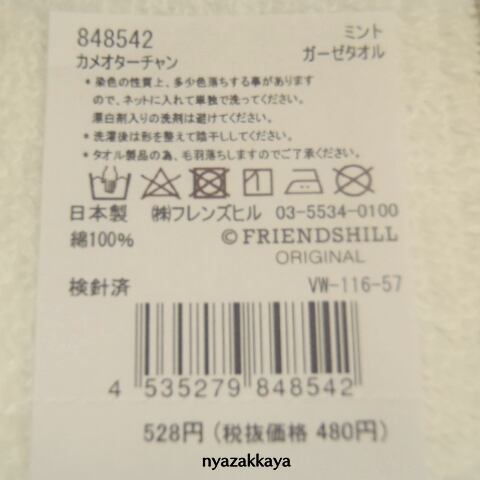 848542
ミント
カメオターチャン
ガーゼタオル
* 染色の性質上、多少色落ちする事があります
ので、ネットに入れて単独で洗ってください。
漂白剤入りの洗剤は避けてください。
* 洗濯後は形を整えて陰干ししてください。
* タオル製品の為、毛羽落ちしますのでご了承ください。
日本製 ㈱フレンズヒル 03-5534-0100
綿100%
© FRIENDSHILL
ORIGINAL
検針済
VW-116-57
4 535279 848542
528円 (税抜価格 480円)
nyazakkaya